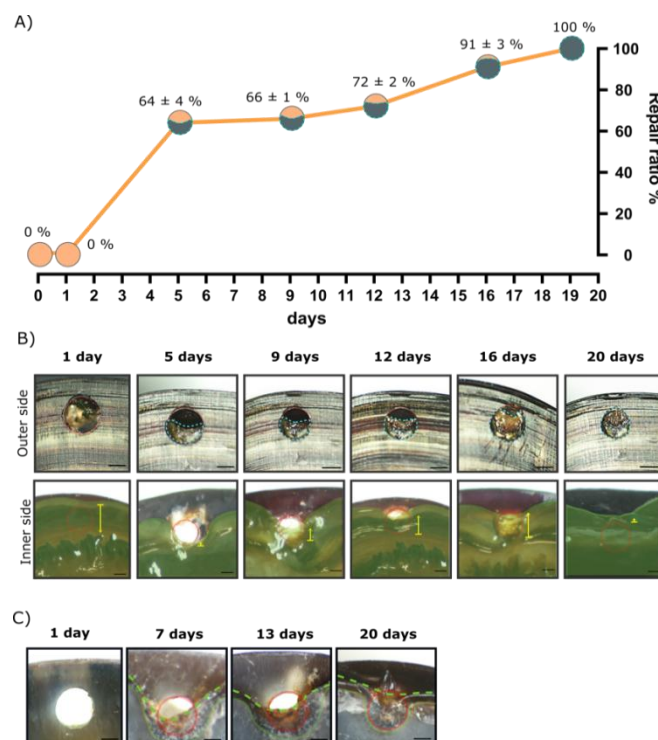 A)
100 %
91 ± 3 %
72 ± 2 %
66 ± 1 %
64 ± 4 %
0 %
0 %
100
80
60
40
20
0
Repair ratio %
0 1 2 3 4 5 6 7 8 9 10 11 12 13 14 15 16 17 18 19 20
days
B)
1 day 5 days 9 days 12 days 16 days 20 days
Outer side
Inner side
C)
1 day 7 days 13 days 20 days